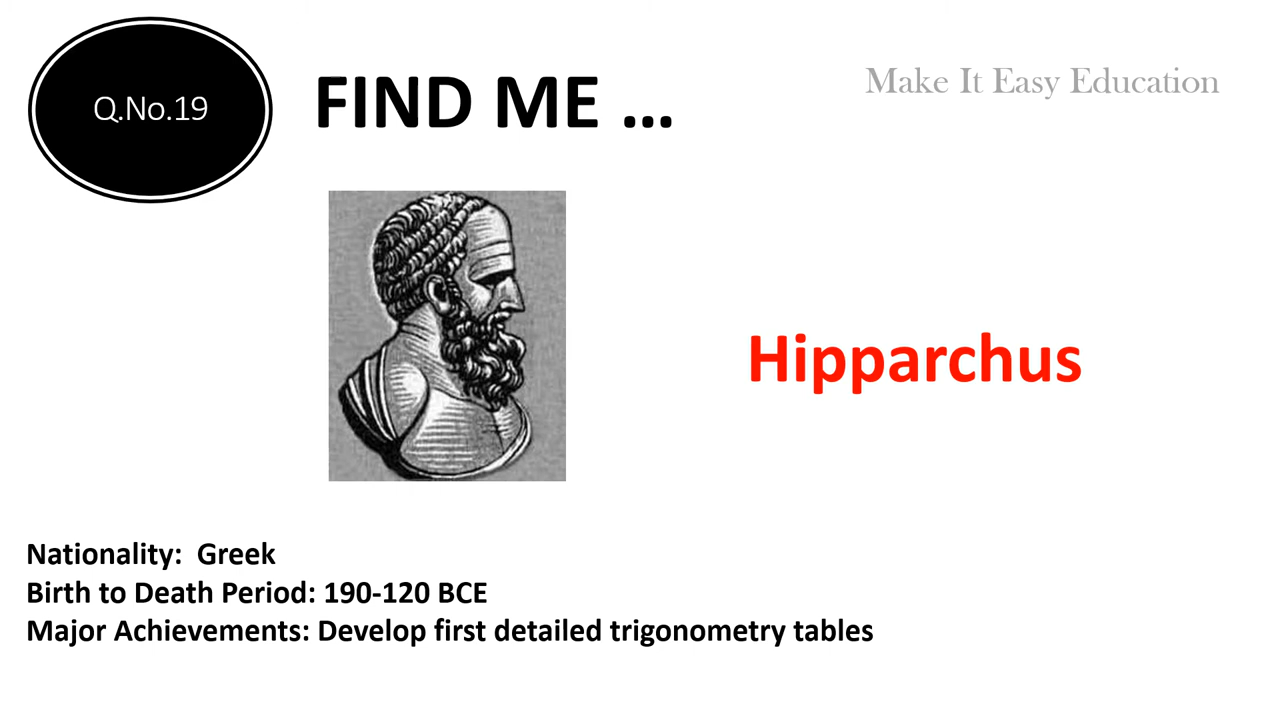 Q.No.19
FIND ME ...
Make It Easy Education
Hipparchus
Nationality:  Greek
Birth to Death Period: 190-120 BCE
Major Achievements: Develop first detailed trigonometry tables